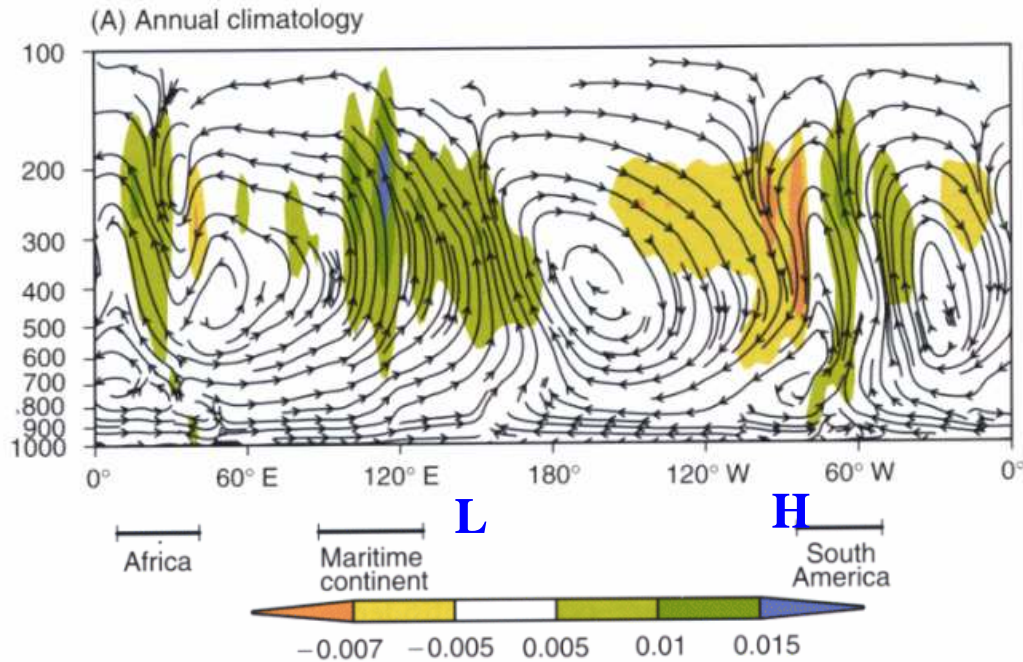 (A) Annual climatology
100
200
300
400
500
600
700
800
900
1000
0° 60° E 120° E 180° 120° W 60° W 0°
L H
Africa Maritime continent South America
−0.007 −0.005 0.005 0.01 0.015